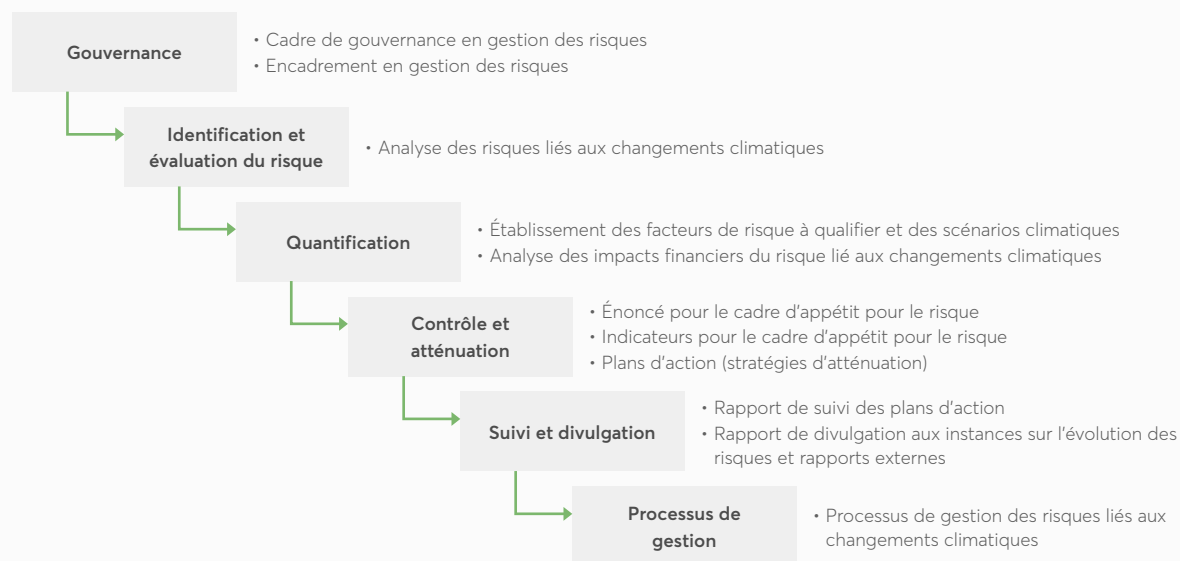 Gouvernance
• Cadre de gouvernance en gestion des risques
• Encadrement en gestion des risques
Identification et
évaluation du risque
• Analyse des risques liés aux changements climatiques
Quantification
• Établissement des facteurs de risque à qualifier et des scénarios climatiques
• Analyse des impacts financiers du risque lié aux changements climatiques
Contrôle et
atténuation
• Énoncé pour le cadre d'appétit pour le risque
• Indicateurs pour le cadre d'appétit pour le risque
• Plans d'action (stratégies d'atténuation)
Suivi et divulgation
• Rapport de suivi des plans d'action
• Rapport de divulgation aux instances sur l'évolution des
risques et rapports externes
Processus de
gestion
• Processus de gestion des risques liés aux
changements climatiques